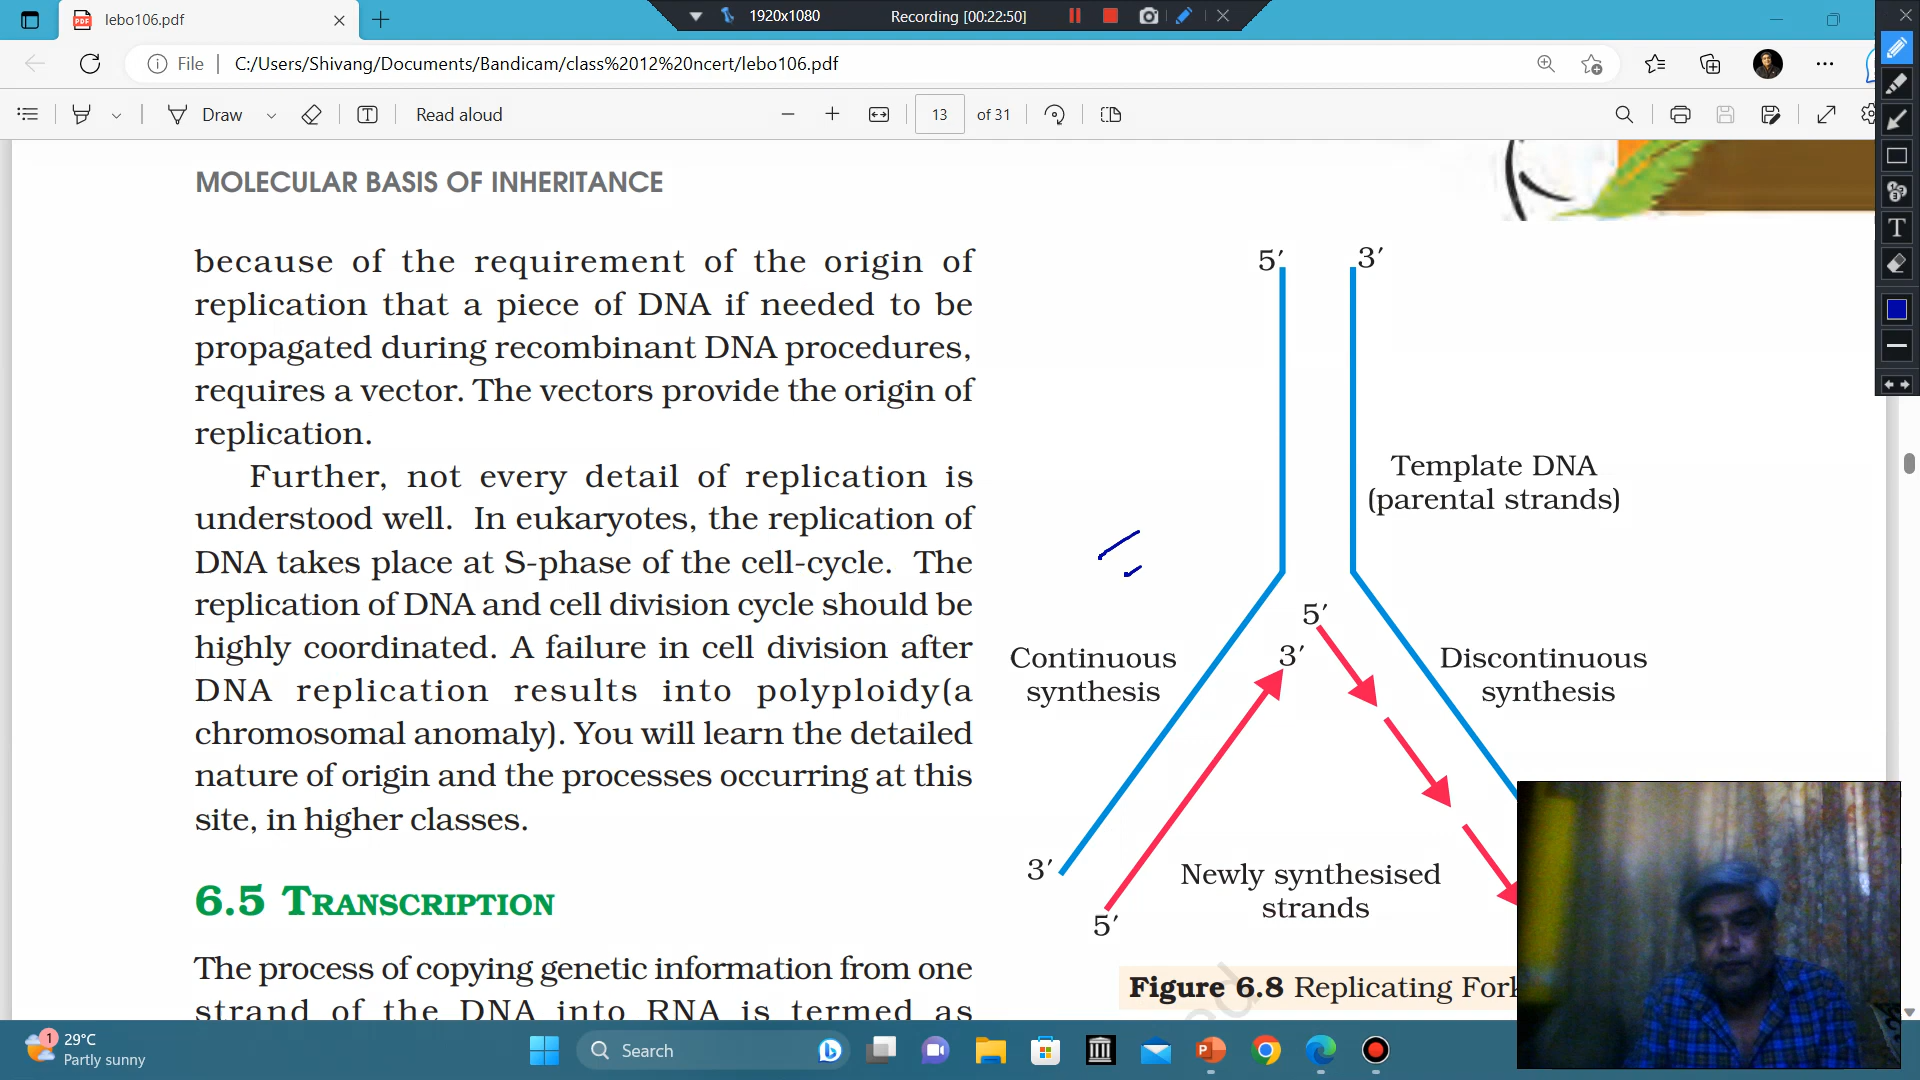 lebo106.pdf
1920x1080
Recording [00:22:50]
File
C:/Users/Shivang/Documents/Bandicam/class%2012%20ncert/lebo106.pdf
Draw
Read aloud
13
of 31
MOLECULAR BASIS OF INHERITANCE
because of the requirement of the origin of
replication that a piece of DNA if needed to be
propagated during recombinant DNA procedures,
requires a vector. The vectors provide the origin of
replication.
Further, not every detail of replication is
understood well. In eukaryotes, the replication of
DNA takes place at S-phase of the cell-cycle. The
replication of DNA and cell division cycle should be
highly coordinated. A failure in cell division after
DNA replication results into polyploidy(a
chromosomal anomaly). You will learn the detailed
nature of origin and the processes occurring at this
site, in higher classes.
6.5 TRANSCRIPTION
The process of copying genetic information from one
strand of the DNA into RNA is termed as
5′
3′
Template DNA
(parental strands)
5′
3′
Continuous
synthesis
Discontinuous
synthesis
3′
5′
Newly synthesised
strands
Figure 6.8 Replicating Fork
T
1
29°C
Partly sunny
Search